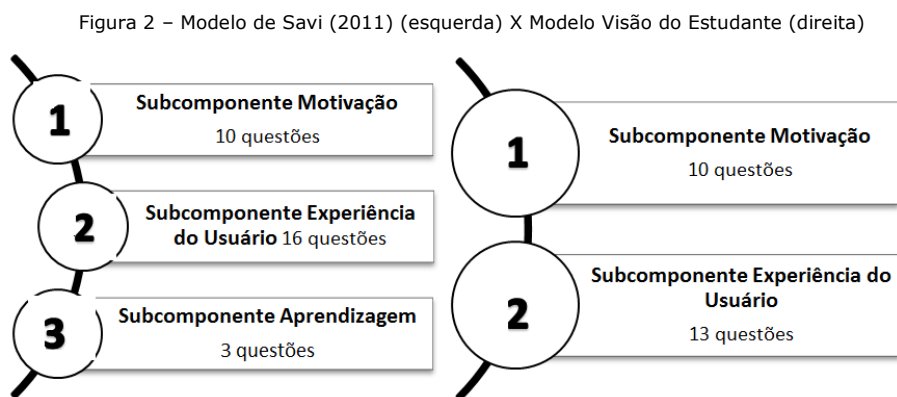 Figura 2 – Modelo de Savi (2011) (esquerda) X Modelo Visão do Estudante (direita)
1
Subcomponente Motivação
10 questões
2
Subcomponente Experiência
do Usuário 16 questões
3
Subcomponente Aprendizagem
3 questões
1
Subcomponente Motivação
10 questões
2
Subcomponente Experiência do
Usuário
13 questões